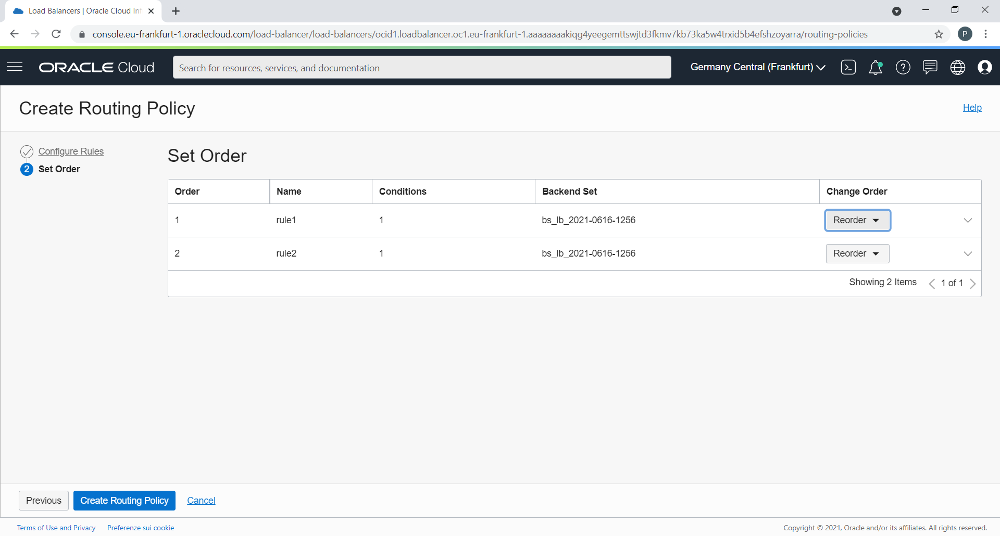 Load Balancers | Oracle Cloud Inf
console.eu-frankfurt-1.oraclecloud.com/load-balancer/load-balancers/ocid1.loadbalancer.oc1.eu-frankfurt-1.aaaaaaaakiqg4yeegemttswjtd3fkmv7kb73ka5w4trxid5b4efshzoyarra/routing-policies
P
ORACLE Cloud
Search for resources, services, and documentation
Germany Central (Frankfurt)
Create Routing Policy
Help
Configure Rules
2 Set Order
Set Order
Order Name Conditions Backend Set Change Order
1 rule1 1 bs_lb_2021-0616-1256 Reorder
2 rule2 1 bs_lb_2021-0616-1256 Reorder
Showing 2 Items 1 of 1
Previous Create Routing Policy Cancel
Terms of Use and Privacy Preferenze sui cookie Copyright © 2021, Oracle and/or its affiliates. All rights reserved.